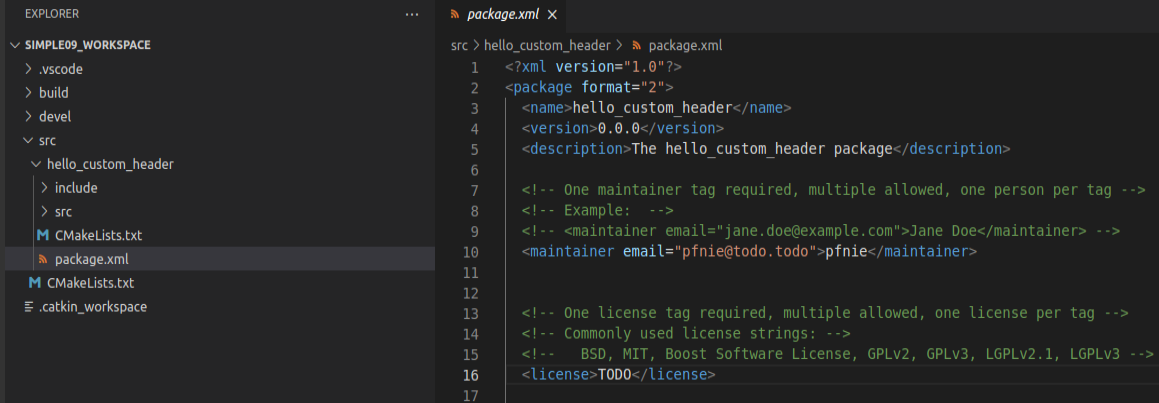 EXPLORER
...
SIMPLE09_WORKSPACE
.vscode
build
devel
src
hello_custom_header
include
src
CMakeLists.txt
package.xml
CMakeLists.txt
.catkin_workspace
package.xml
src > hello_custom_header > package.xml
1 <?xml version="1.0"?>
2 <package format="2">
3 <name>hello_custom_header</name>
4 <version>0.0.0</version>
5 <description>The hello_custom_header package</description>
6
7 <!-- One maintainer tag required, multiple allowed, one person per tag -->
8 <!-- Example:  -->
9 <!-- <maintainer email="jane.doe@example.com">Jane Doe</maintainer> -->
10 <maintainer email="pfnie@todo.todo">pfnie</maintainer>
11
12
13 <!-- One license tag required, multiple allowed, one license per tag -->
14 <!-- Commonly used license strings: -->
15 <!--   BSD, MIT, Boost Software License, GPLv2, GPLv3, LGPLv2.1, LGPLv3 -->
16 <license>TODO</license>
17